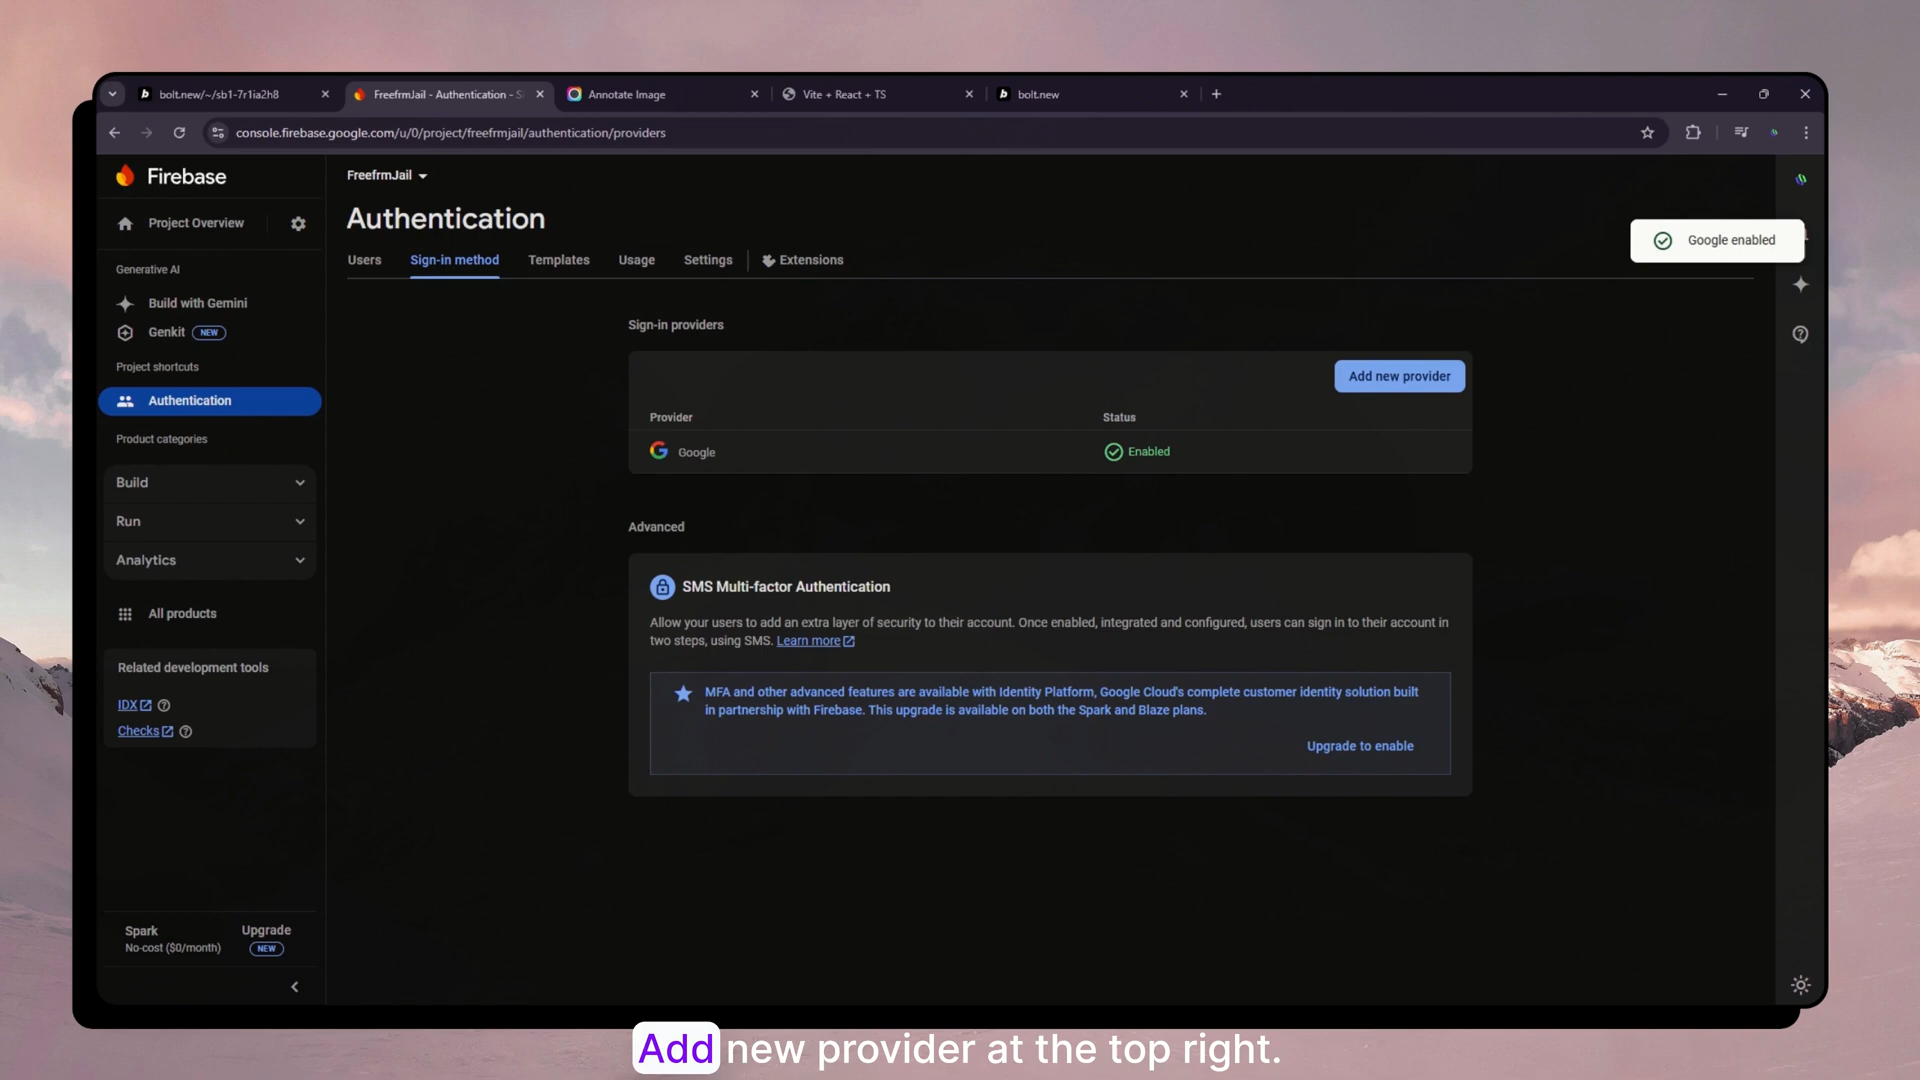 bolt.new/~/sb1-7r1ia2h8
FreefrmJail - Authentication - S
Annotate Image
Vite + React + TS
bolt.new
console.firebase.google.com/u/0/project/freefrmjail/authentication/providers
Firebase
FreefrmJail
Project Overview
Authentication
Google enabled
Users
Sign-in method
Templates
Usage
Settings
Extensions
Generative AI
Build with Gemini
Genkit NEW
Project shortcuts
Authentication
Product categories
Build
Run
Analytics
All products
Related development tools
IDX
Checks
Spark
No-cost ($0/month)
Upgrade
NEW
Sign-in providers
Add new provider
Provider Status
Google Enabled
Advanced
SMS Multi-factor Authentication
Allow your users to add an extra layer of security to their account. Once enabled, integrated and configured, users can sign in to their account in
two steps, using SMS. Learn more
MFA and other advanced features are available with Identity Platform, Google Cloud's complete customer identity solution built
in partnership with Firebase. This upgrade is available on both the Spark and Blaze plans.
Upgrade to enable
Add new provider at the top right.